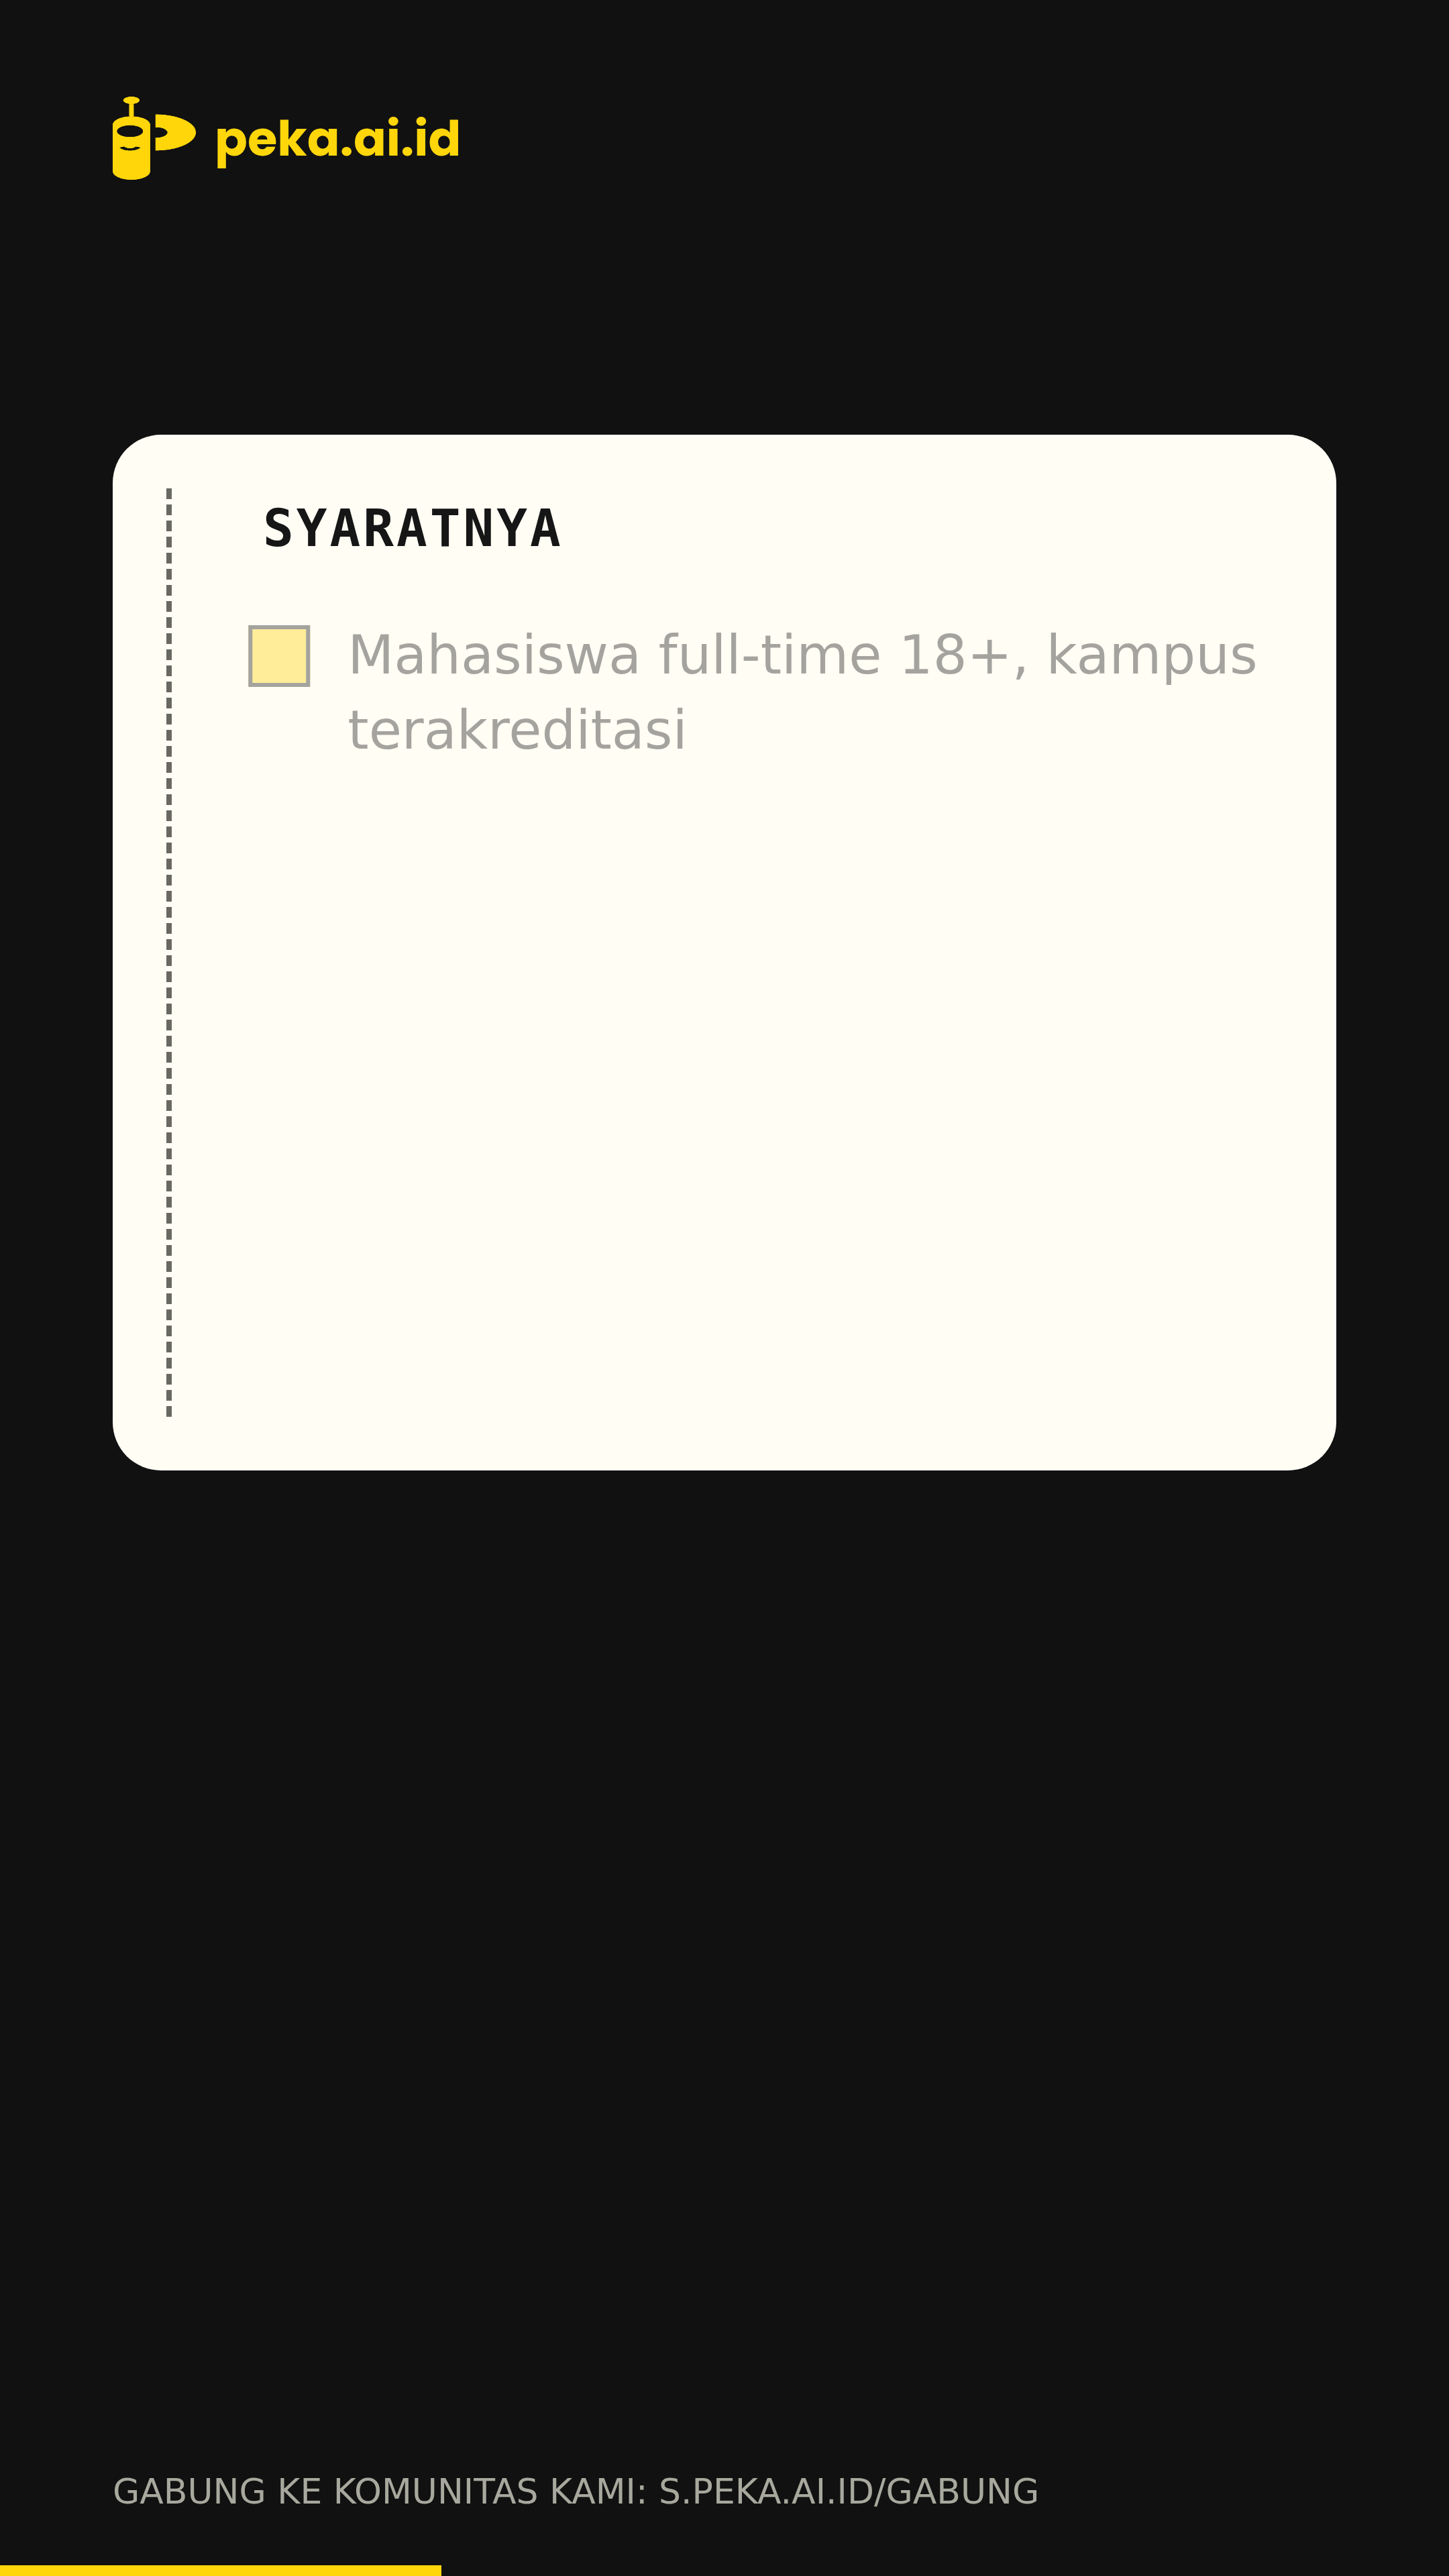 peka.ai.id
SYARATNYA
Mahasiswa full-time 18+, kampus
terakreditasi
GABUNG KE KOMUNITAS KAMI: S.PEKA.AI.ID/GABUNG